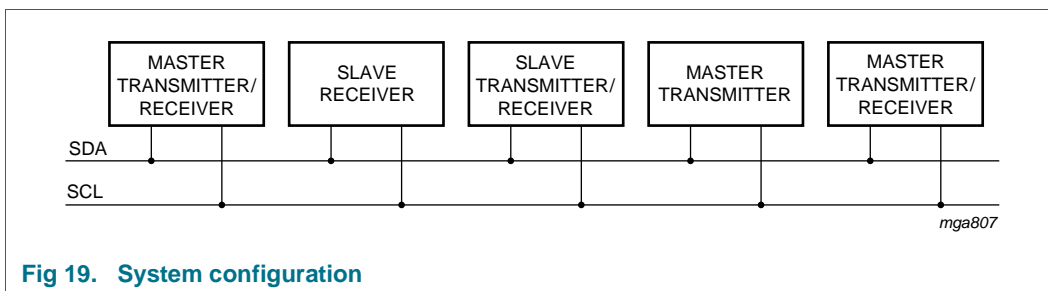 MASTER
TRANSMITTER/
RECEIVER
SLAVE
RECEIVER
SLAVE
TRANSMITTER/
RECEIVER
MASTER
TRANSMITTER
MASTER
TRANSMITTER/
RECEIVER
SDA
SCL
mga807
Fig 19. System configuration